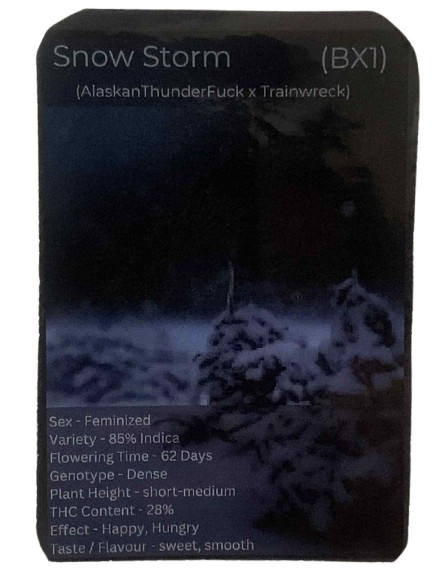 Snow Storm (BX1)
(AlaskanThunderFuck x Trainwreck)
Sex - Feminized
Variety - 85% Indica
Flowering Time - 62 Days
Genotype - Dense
Plant Height - short-medium
THC Content - 28%
Effect - Happy, Hungry
Taste / Flavour - sweet, smooth